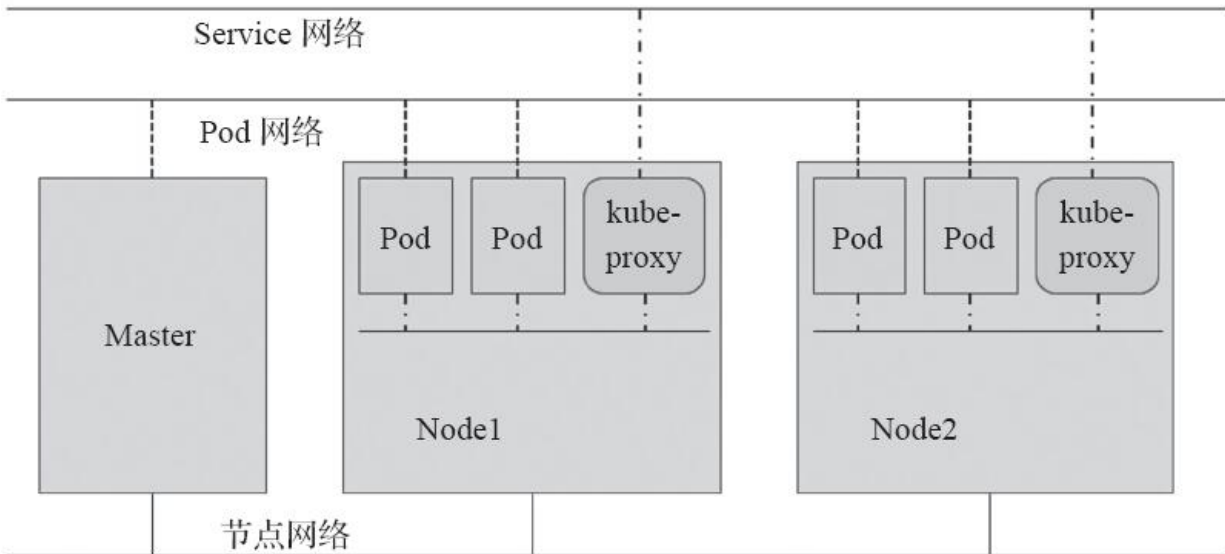 Service 网络
Pod 网络
Master
Pod
Pod
kube-
proxy
Node1
Pod
Pod
kube-
proxy
Node2
节点网络